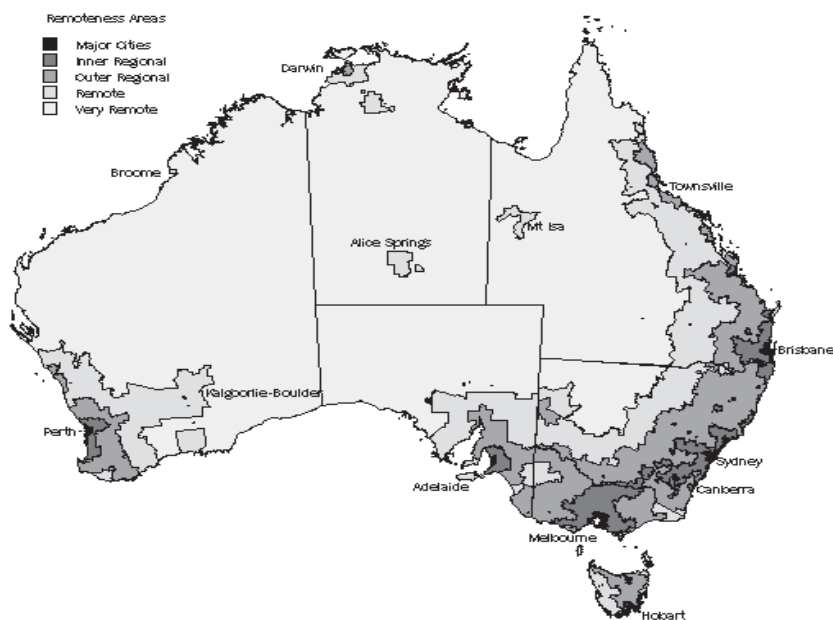 Remoteness Areas
Major Cities
Inner Regional
Outer Regional
Remote
Very Remote
Darwin
Broome
Townsville
Mt Isa
Alice Springs
Brisbane
Kalgoorlie-Boulder
Perth
Sydney
Adelaide
Canberra
Melbourne
Hobart